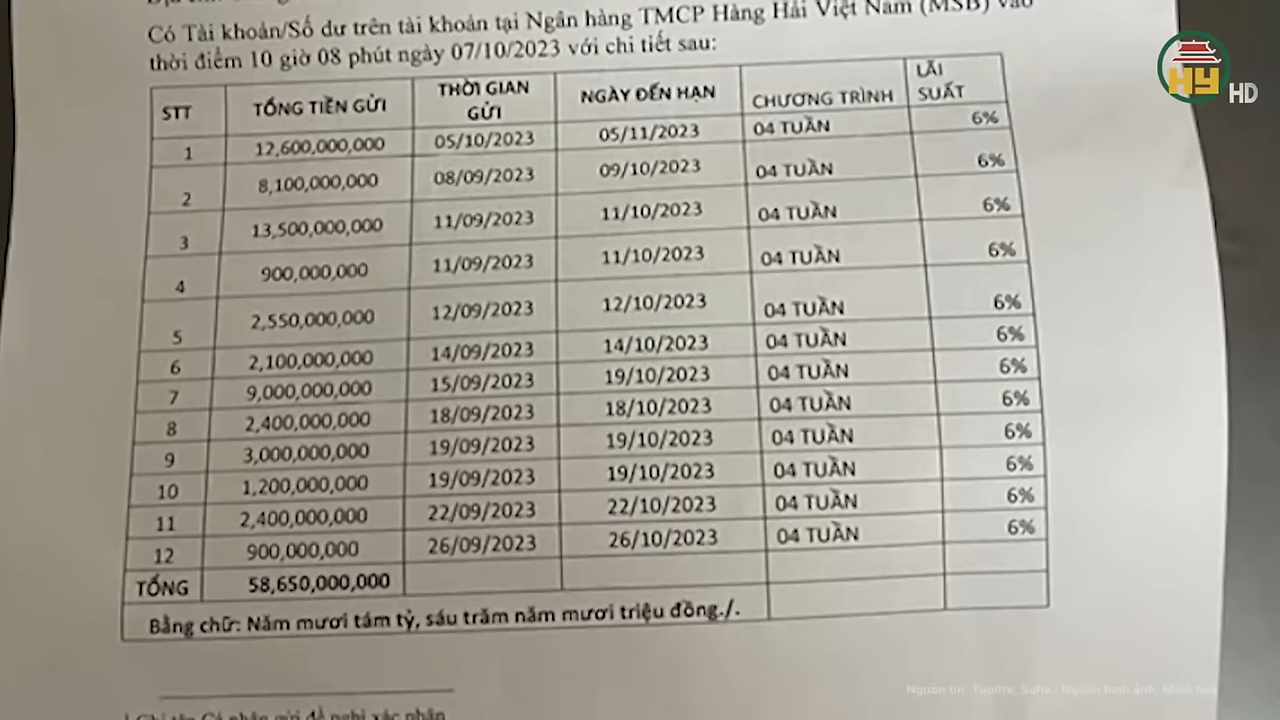 Có Tài khoản/Số dư trên tài khoản tại Ngân hàng TMCP Hàng Hải Việt Nam (MSB) vào
thời điểm 10 giờ 08 phút ngày 07/10/2023 với chi tiết sau:
STT TỔNG TIỀN GỬI THỜI GIAN GỬI NGÀY ĐẾN HẠN CHƯƠNG TRÌNH LÃI SUẤT
1 12,600,000,000 05/10/2023 05/11/2023 04 TUẦN 6%
2 8,100,000,000 08/09/2023 09/10/2023 04 TUẦN 6%
3 13,500,000,000 11/09/2023 11/10/2023 04 TUẦN 6%
4 900,000,000 11/09/2023 11/10/2023 04 TUẦN 6%
5 2,550,000,000 12/09/2023 12/10/2023 04 TUẦN 6%
6 2,100,000,000 14/09/2023 14/10/2023 04 TUẦN 6%
7 9,000,000,000 15/09/2023 19/10/2023 04 TUẦN 6%
8 2,400,000,000 18/09/2023 18/10/2023 04 TUẦN 6%
9 3,000,000,000 19/09/2023 19/10/2023 04 TUẦN 6%
10 1,200,000,000 19/09/2023 19/10/2023 04 TUẦN 6%
11 2,400,000,000 22/09/2023 22/10/2023 04 TUẦN 6%
12 900,000,000 26/09/2023 26/10/2023 04 TUẦN 6%
TỔNG 58,650,000,000
Bằng chữ: Năm mươi tám tỷ, sáu trăm năm mươi triệu đồng./.
HY HD